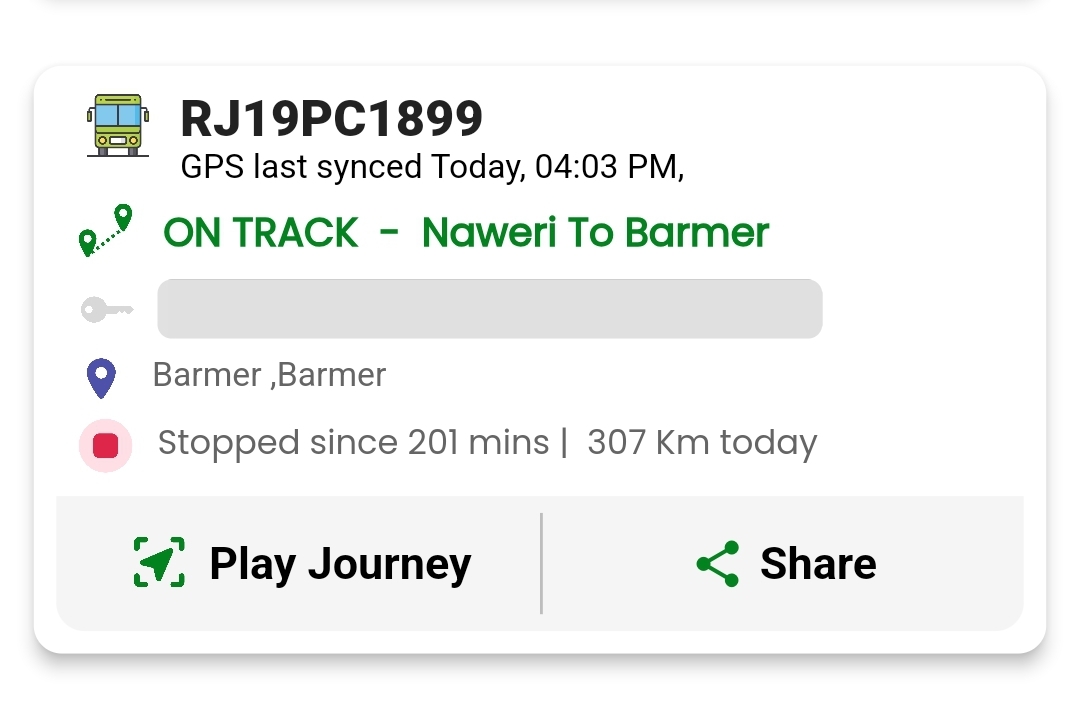 RJ19PC1899
GPS last synced Today, 04:03 PM,
ON TRACK - Naweri To Barmer
Barmer ,Barmer
Stopped since 201 mins | 307 Km today
Play Journey
Share